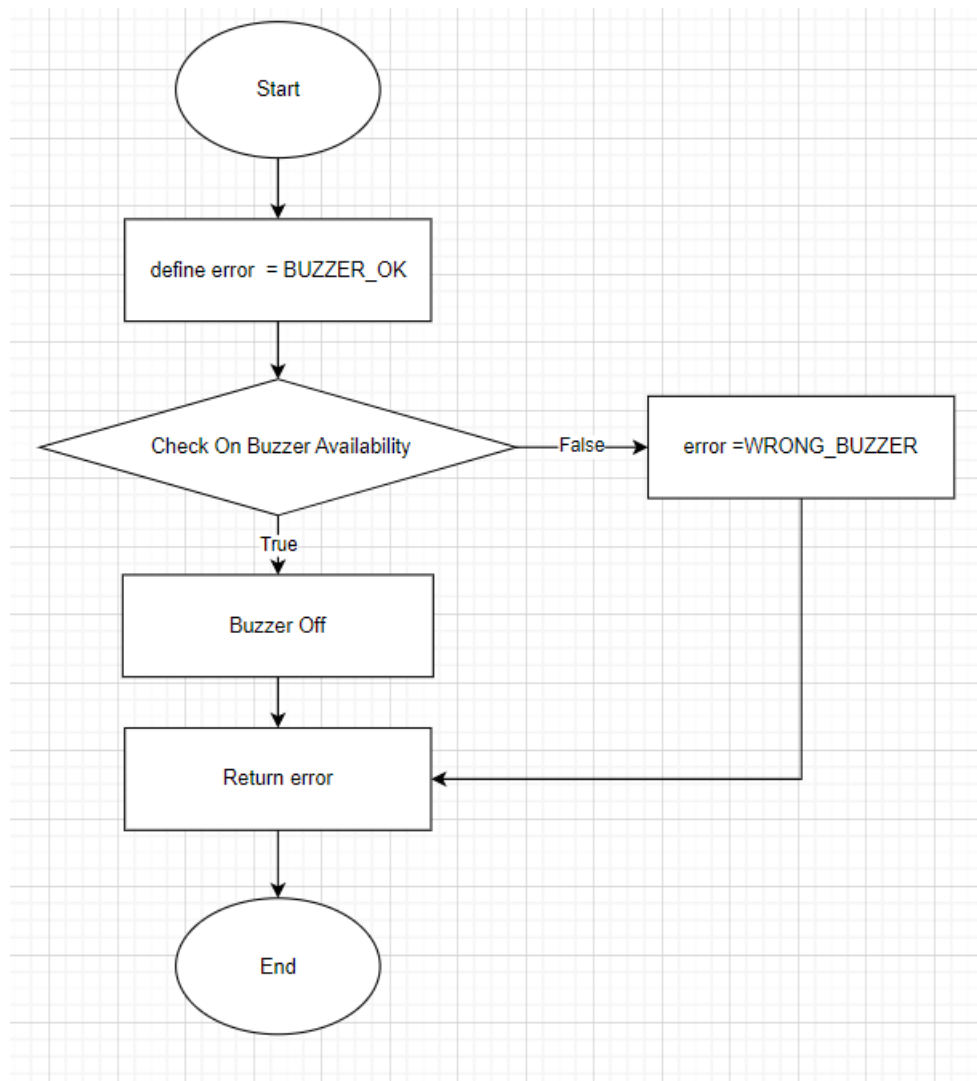 Start
define error  = BUZZER_OK
Check On Buzzer Availability
False
error =WRONG_BUZZER
True
Buzzer Off
Return error
End